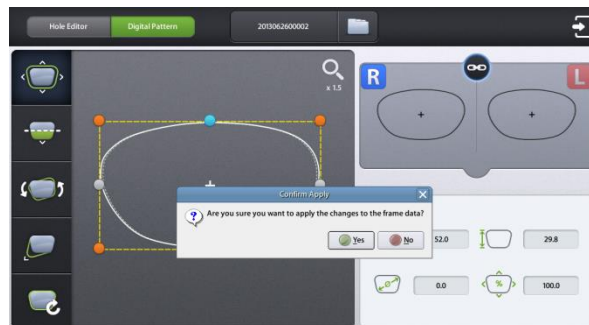 Hole Editor
Digital Pattern
2013062600002
x 1.5
R
L
Confirm Apply
Are you sure you want to apply the changes to the frame data?
Yes
No
52.0
29.8
0.0
%
100.0